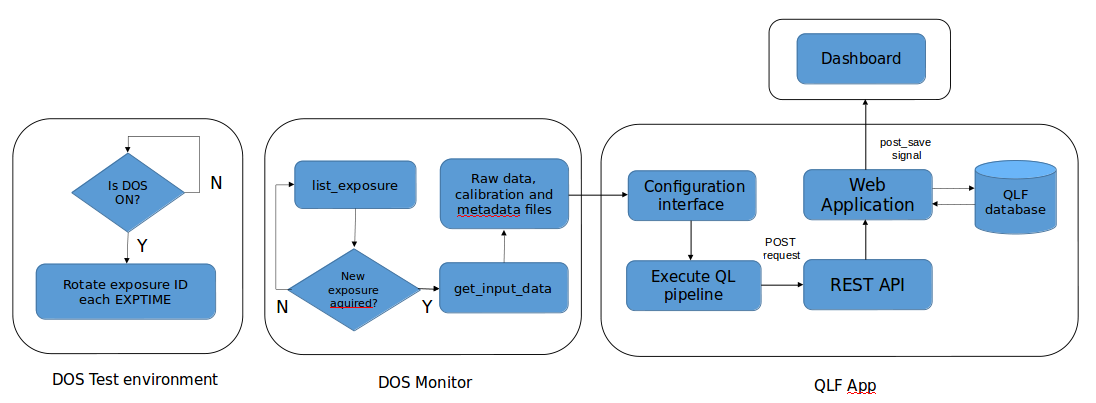 Dashboard
Is DOS
ON?
N
Y
Rotate exposure ID
each EXPTIME
DOS Test environment
list_exposure
New
exposure
aquired?
N
Y
get_input_data
Raw data,
calibration and
metadata files
DOS Monitor
Configuration
interface
Execute QL
pipeline
POST
request
REST API
Web
Application
post_save
signal
QLF
database
QLF App